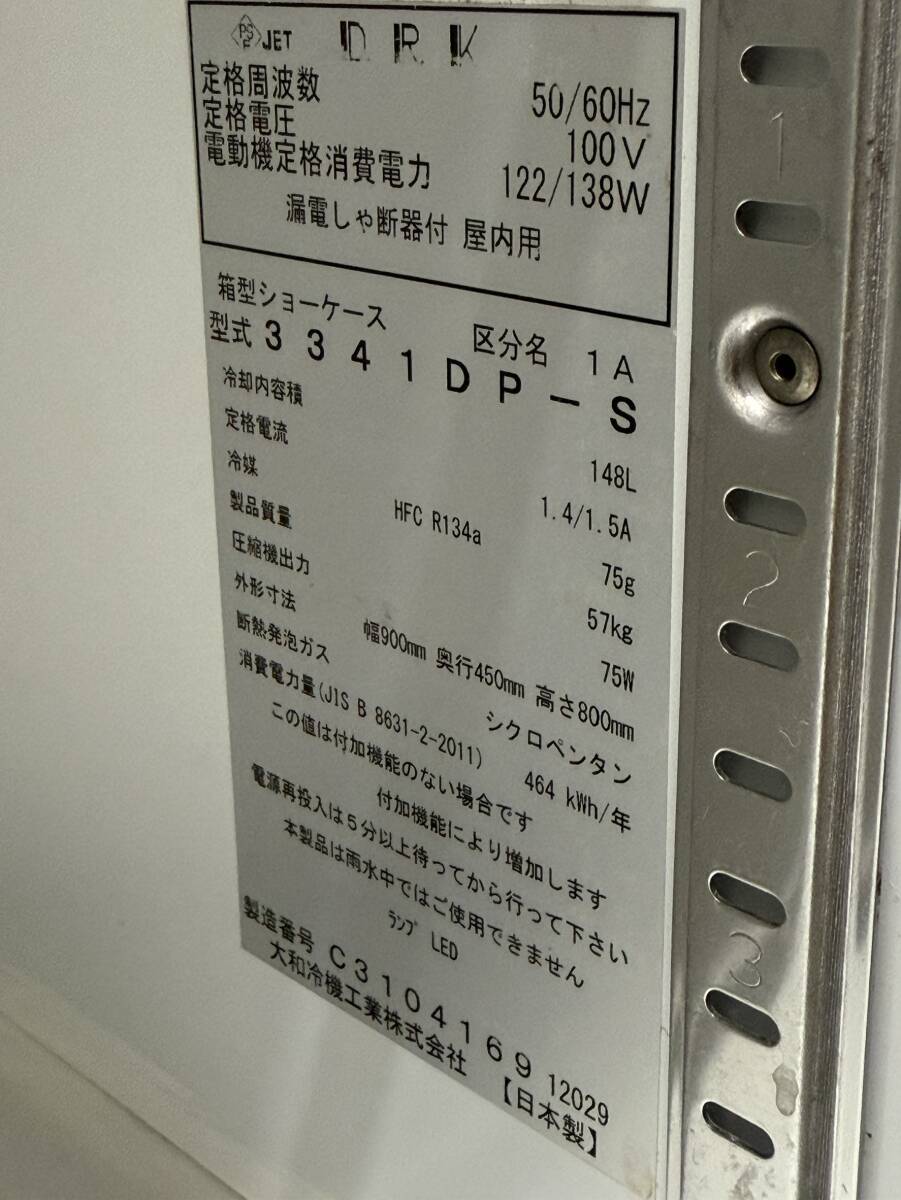 PS E JET DRK
定格周波数 50/60Hz
定格電圧 100V
電動機定格消費電力 122/138W
漏電しゃ断器付 屋内用
箱型ショーケース 区分名 1A
型式 3341DP-S
冷却内容積 148L
定格電流 1.4/1.5A
冷媒 HFC R134a 75g
製品質量 57kg
圧縮機出力 75W
外形寸法 幅900mm 奥行450mm 高さ800mm
断熱発泡ガス シクロペンタン
消費電力量(JIS B 8631-2-2011) 464 kWh/年
この値は付加機能のない場合です
付加機能により増加します
電源再投入は5分以上待ってから行って下さい
本製品は雨水中ではご使用できません
ﾗﾝﾌﾟ LED
製造番号 C3104169 12029
大和冷機工業株式会社 【日本製】
1
2
3